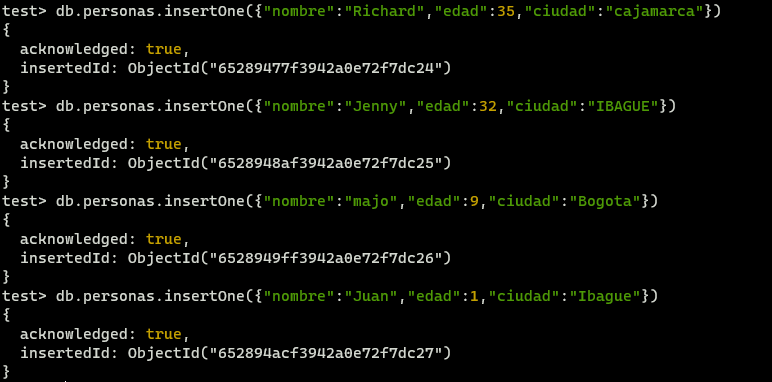 test> db.personas.insertOne({"nombre":"Richard","edad":35,"ciudad":"cajamarca"})
{
  acknowledged: true,
  insertedId: ObjectId("65289477f3942a0e72f7dc24")
}
test> db.personas.insertOne({"nombre":"Jenny","edad":32,"ciudad":"IBAGUE"})
{
  acknowledged: true,
  insertedId: ObjectId("6528948af3942a0e72f7dc25")
}
test> db.personas.insertOne({"nombre":"majo","edad":9,"ciudad":"Bogota"})
{
  acknowledged: true,
  insertedId: ObjectId("6528949ff3942a0e72f7dc26")
}
test> db.personas.insertOne({"nombre":"Juan","edad":1,"ciudad":"Ibague"})
{
  acknowledged: true,
  insertedId: ObjectId("652894acf3942a0e72f7dc27")
}